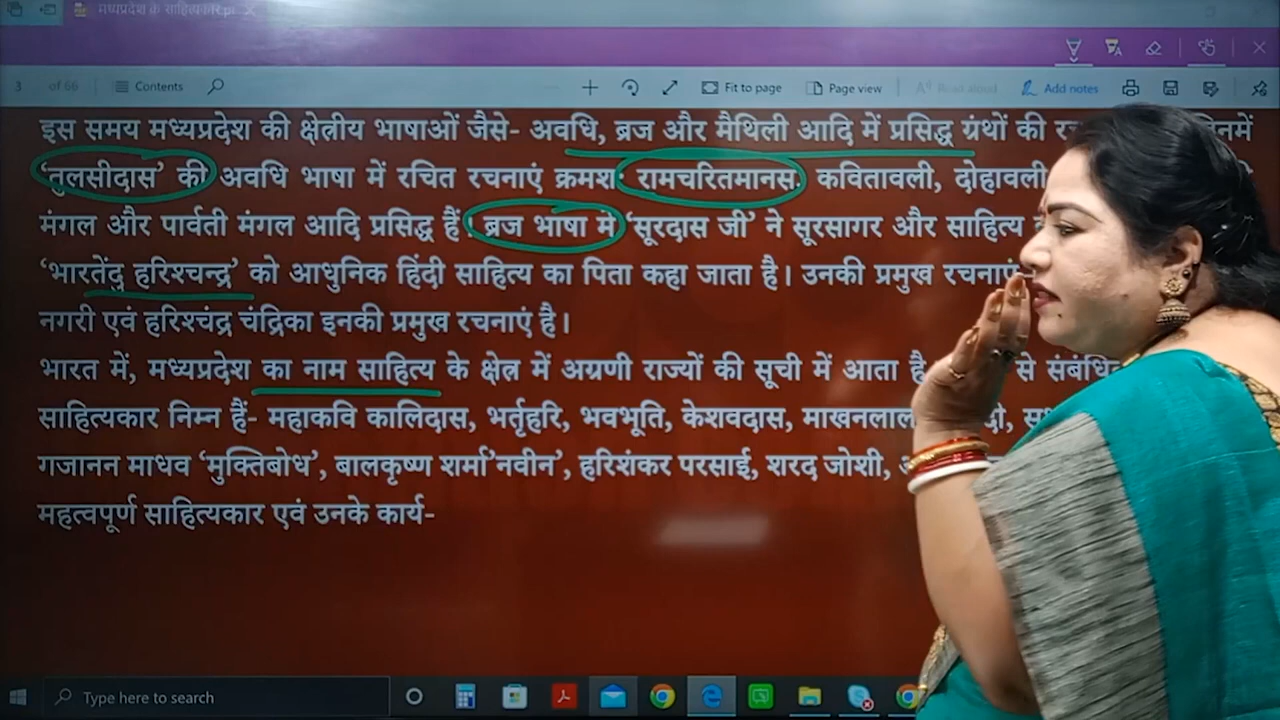 मध्यप्रदेश के साहित्यकार.p
3 of 66 Contents Fit to page Page view Read aloud Add notes
इस समय मध्यप्रदेश की क्षेत्रीय भाषाओं जैसे- अवधि, ब्रज और मैथिली आदि में प्रसिद्ध ग्रंथों की
'तुलसीदास' की अवधि भाषा में रचित रचनाएं क्रमश रामचरितमानस, कवितावली, दोहावली
मंगल और पार्वती मंगल आदि प्रसिद्ध हैं। ब्रज भाषा में 'सूरदास जी' ने सूरसागर और साहित्य
'भारतेंदु हरिश्चन्द्र' को आधुनिक हिंदी साहित्य का पिता कहा जाता है। उनकी प्रमुख रचनाएं
नगरी एवं हरिश्चंद्र चंद्रिका इनकी प्रमुख रचनाएं है।
भारत में, मध्यप्रदेश का नाम साहित्य के क्षेत्र में अग्रणी राज्यों की सूची में आता है से
साहित्यकार निम्न हैं- महाकवि कालिदास, भर्तृहरि, भवभूति, केशवदास, माखनलाल
गजानन माधव 'मुक्तिबोध', बालकृष्ण शर्मा'नवीन', हरिशंकर परसाई, शरद जोशी,
महत्वपूर्ण साहित्यकार एवं उनके कार्य-
Type here to search